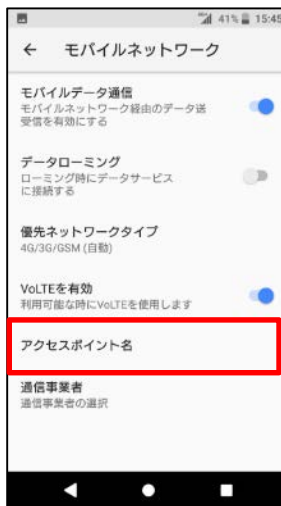 41% 15:45
モバイルネットワーク
モバイルデータ通信
モバイルネットワーク経由のデータ送
受信を有効にする
データローミング
ローミング時にデータサービス
に接続する
優先ネットワークタイプ
4G/3G/GSM (自動)
VoLTEを有効
利用可能な時にVoLTEを使用します
アクセスポイント名
通信事業者
通信事業者の選択